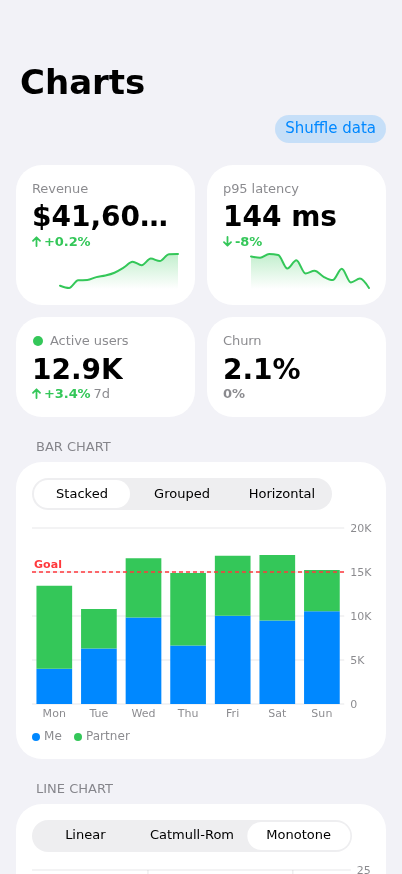 Charts
Shuffle data
Revenue
$41,60…
↑+0.2%
p95 latency
144 ms
↓-8%
Active users
12.9K
↑+3.4% 7d
Churn
2.1%
0%
BAR CHART
Stacked Grouped Horizontal
20K
Goal
15K
10K
5K
0
Mon Tue Wed Thu Fri Sat Sun
Me Partner
LINE CHART
Linear Catmull-Rom Monotone
25